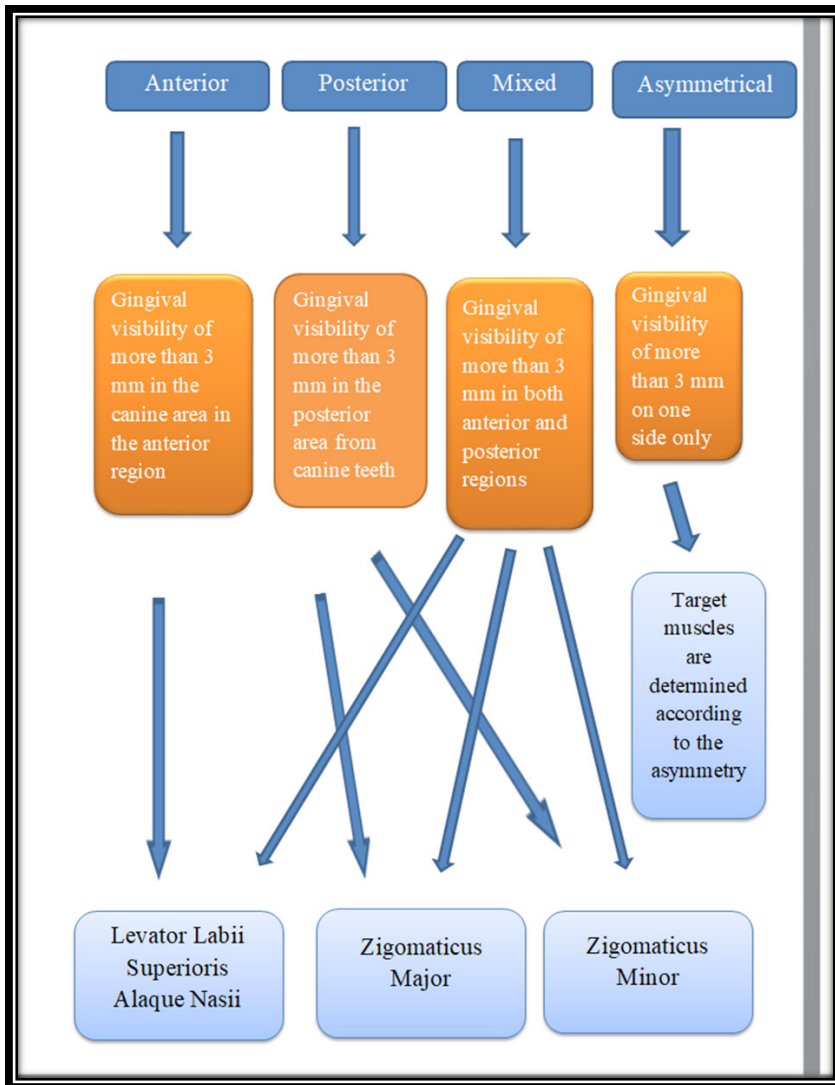 Anterior
Posterior
Mixed
Asymmetrical
Gingival
visibility of
more than 3
mm in the
canine area in
the anterior
region
Gingival
visibility of
more than 3
mm in the
posterior
area from
canine teeth
Gingival
visibility of
more than 3
mm in both
anterior and
posterior
regions
Gingival
visibility
of more
than 3 mm
on one
side only
Target
muscles
are
determined
according
to the
asymmetry
Levator Labii
Superioris
Alaque Nasii
Zigomaticus
Major
Zigomaticus
Minor